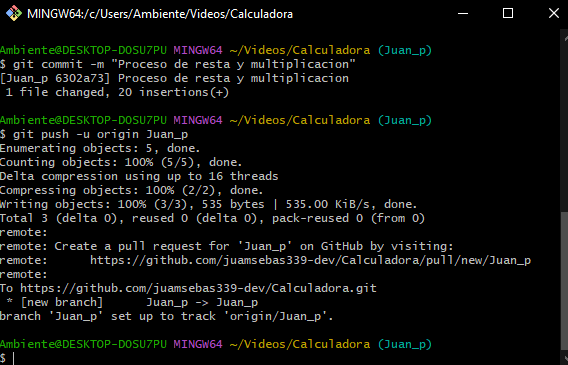 MINGW64:/c/Users/Ambiente/Videos/Calculadora
Ambiente@DESKTOP-DOSU7PU MINGW64 ~/Videos/Calculadora (Juan_p)
$ git commit -m "Proceso de resta y multiplicacion"
[Juan_p 6302a73] Proceso de resta y multiplicacion
 1 file changed, 20 insertions(+)
Ambiente@DESKTOP-DOSU7PU MINGW64 ~/Videos/Calculadora (Juan_p)
$ git push -u origin Juan_p
Enumerating objects: 5, done.
Counting objects: 100% (5/5), done.
Delta compression using up to 16 threads
Compressing objects: 100% (2/2), done.
Writing objects: 100% (3/3), 535 bytes | 535.00 KiB/s, done.
Total 3 (delta 0), reused 0 (delta 0), pack-reused 0 (from 0)
remote:
remote: Create a pull request for 'Juan_p' on GitHub by visiting:
remote:      https://github.com/juamsebas339-dev/Calculadora/pull/new/Juan_p
remote:
To https://github.com/juamsebas339-dev/Calculadora.git
 * [new branch]      Juan_p -> Juan_p
branch 'Juan_p' set up to track 'origin/Juan_p'.
Ambiente@DESKTOP-DOSU7PU MINGW64 ~/Videos/Calculadora (Juan_p)
$